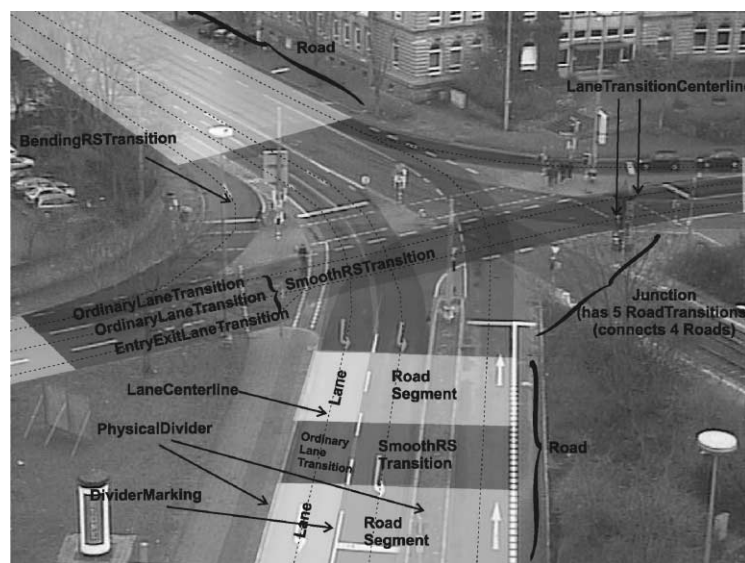 Road
LaneTransitionCenterline
BendingRSTransition
SmoothRSTransition
OrdinaryLaneTransition
OrdinaryLaneTransition
EntryExitLaneTransition
Junction
(has 5 RoadTransitions)
(connects 4 Roads)
LaneCenterline
Lane
Road
Segment
PhysicalDivider
Ordinary
Lane
Transition
SmoothRS
Transition
Road
DividerMarking
Lane
Road
Segment